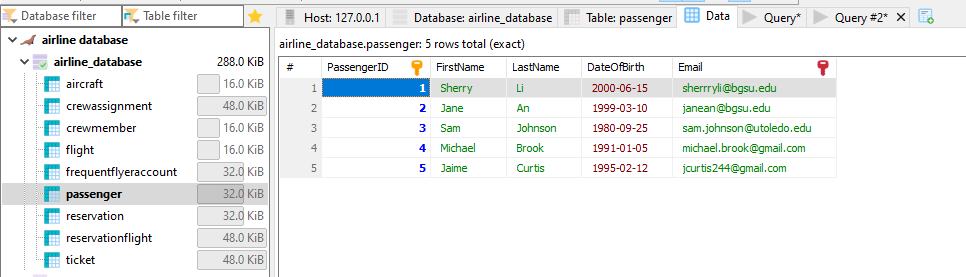 Database filter Table filter Host: 127.0.0.1 Database: airline_database Table: passenger Data Query* Query #2*
airline database
airline_database 288.0 KiB
aircraft 16.0 KiB
crewassignment 48.0 KiB
crewmember 16.0 KiB
flight 16.0 KiB
frequentflyeraccount 32.0 KiB
passenger 32.0 KiB
reservation 32.0 KiB
reservationflight 48.0 KiB
ticket 48.0 KiB
airline_database.passenger: 5 rows total (exact)
# PassengerID FirstName LastName DateOfBirth Email
1 1 Sherry Li 2000-06-15 sherrryli@bgsu.edu
2 2 Jane An 1999-03-10 janean@bgsu.edu
3 3 Sam Johnson 1980-09-25 sam.johnson@utoledo.edu
4 4 Michael Brook 1991-01-05 michael.brook@gmail.com
5 5 Jaime Curtis 1995-02-12 jcurtis244@gmail.com